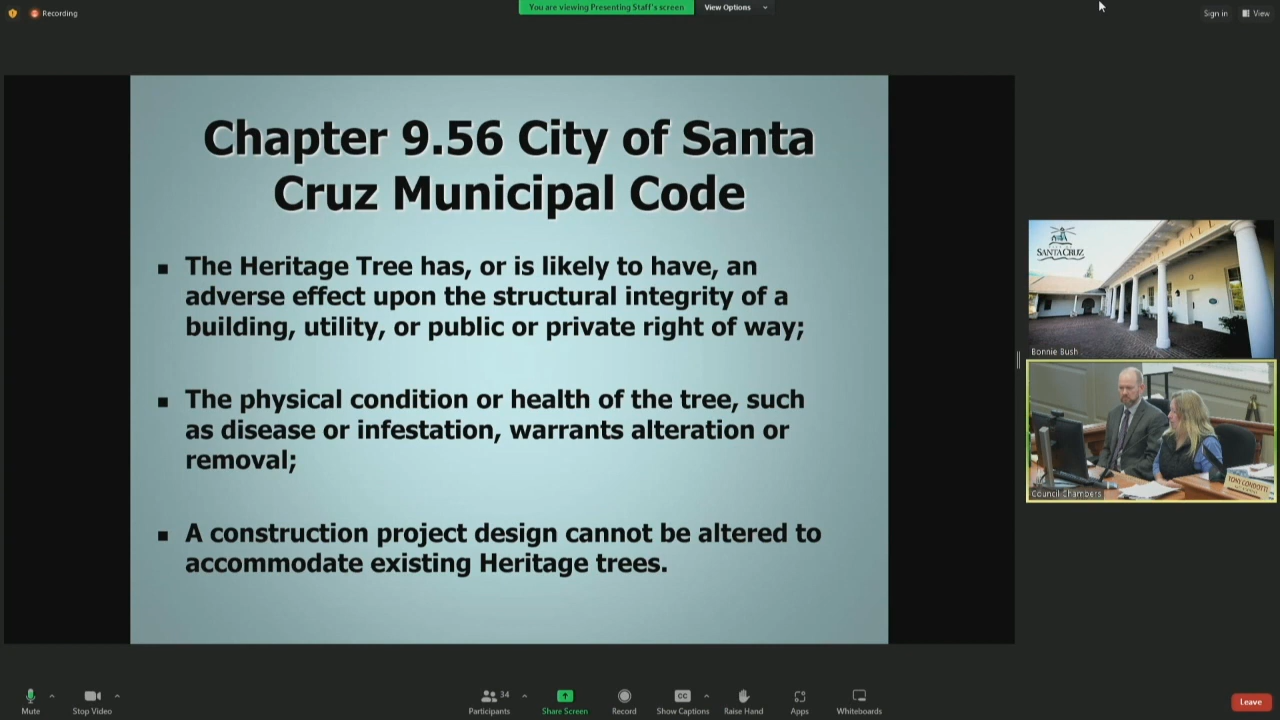 Recording
You are viewing Presenting Staff's screen
View Options
Sign in
View
Chapter 9.56 City of Santa
Cruz Municipal Code
■ The Heritage Tree has, or is likely to have, an
adverse effect upon the structural integrity of a
building, utility, or public or private right of way;
■ The physical condition or health of the tree, such
as disease or infestation, warrants alteration or
removal;
■ A construction project design cannot be altered to
accommodate existing Heritage trees.
SANTA CRUZ
HALL
Bonnie Bush
TONY CONDOTTI
Council Chambers
Mute
Stop Video
34
Participants
Share Screen
Record
CC
Show Captions
Raise Hand
Apps
Whiteboards
Leave